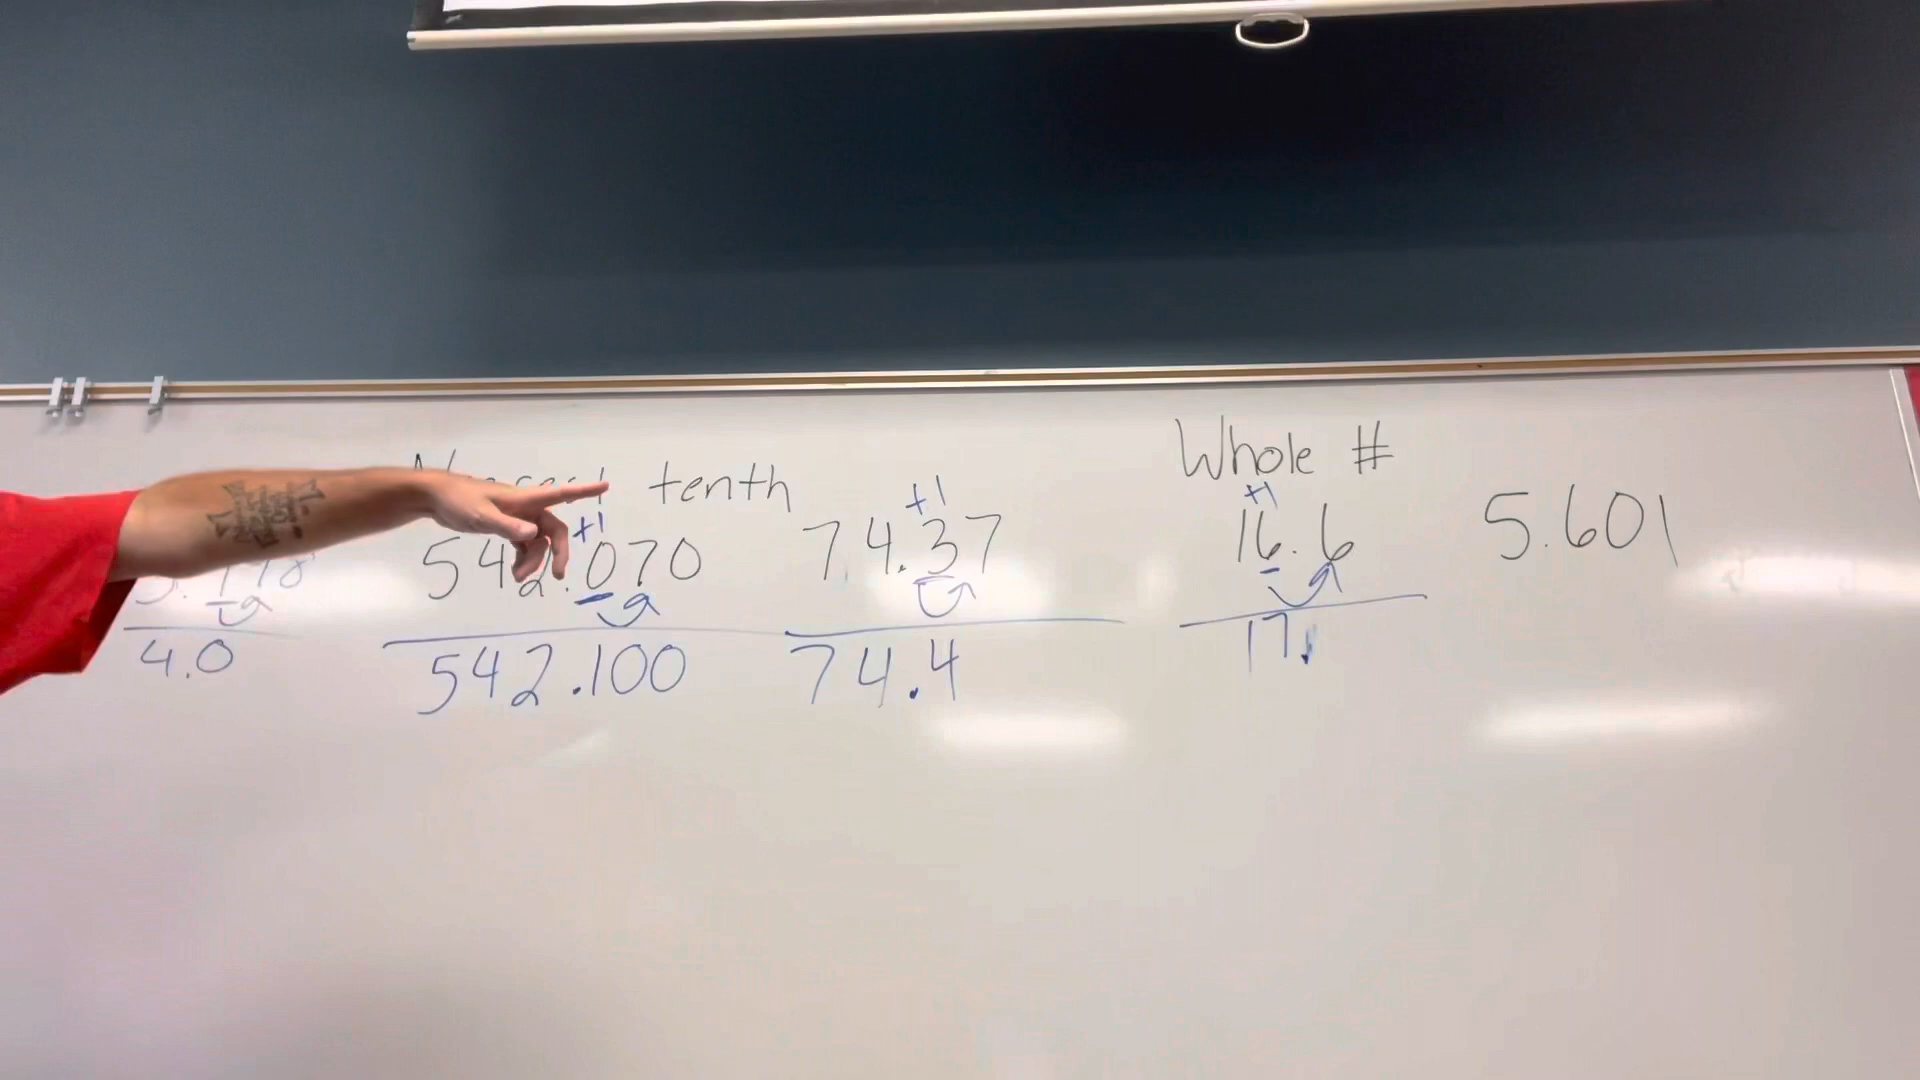 tenth
Whole #
+1 +1 +1
542.070 74.37 16.6 5.601
4.0 542.100 74.4 17.